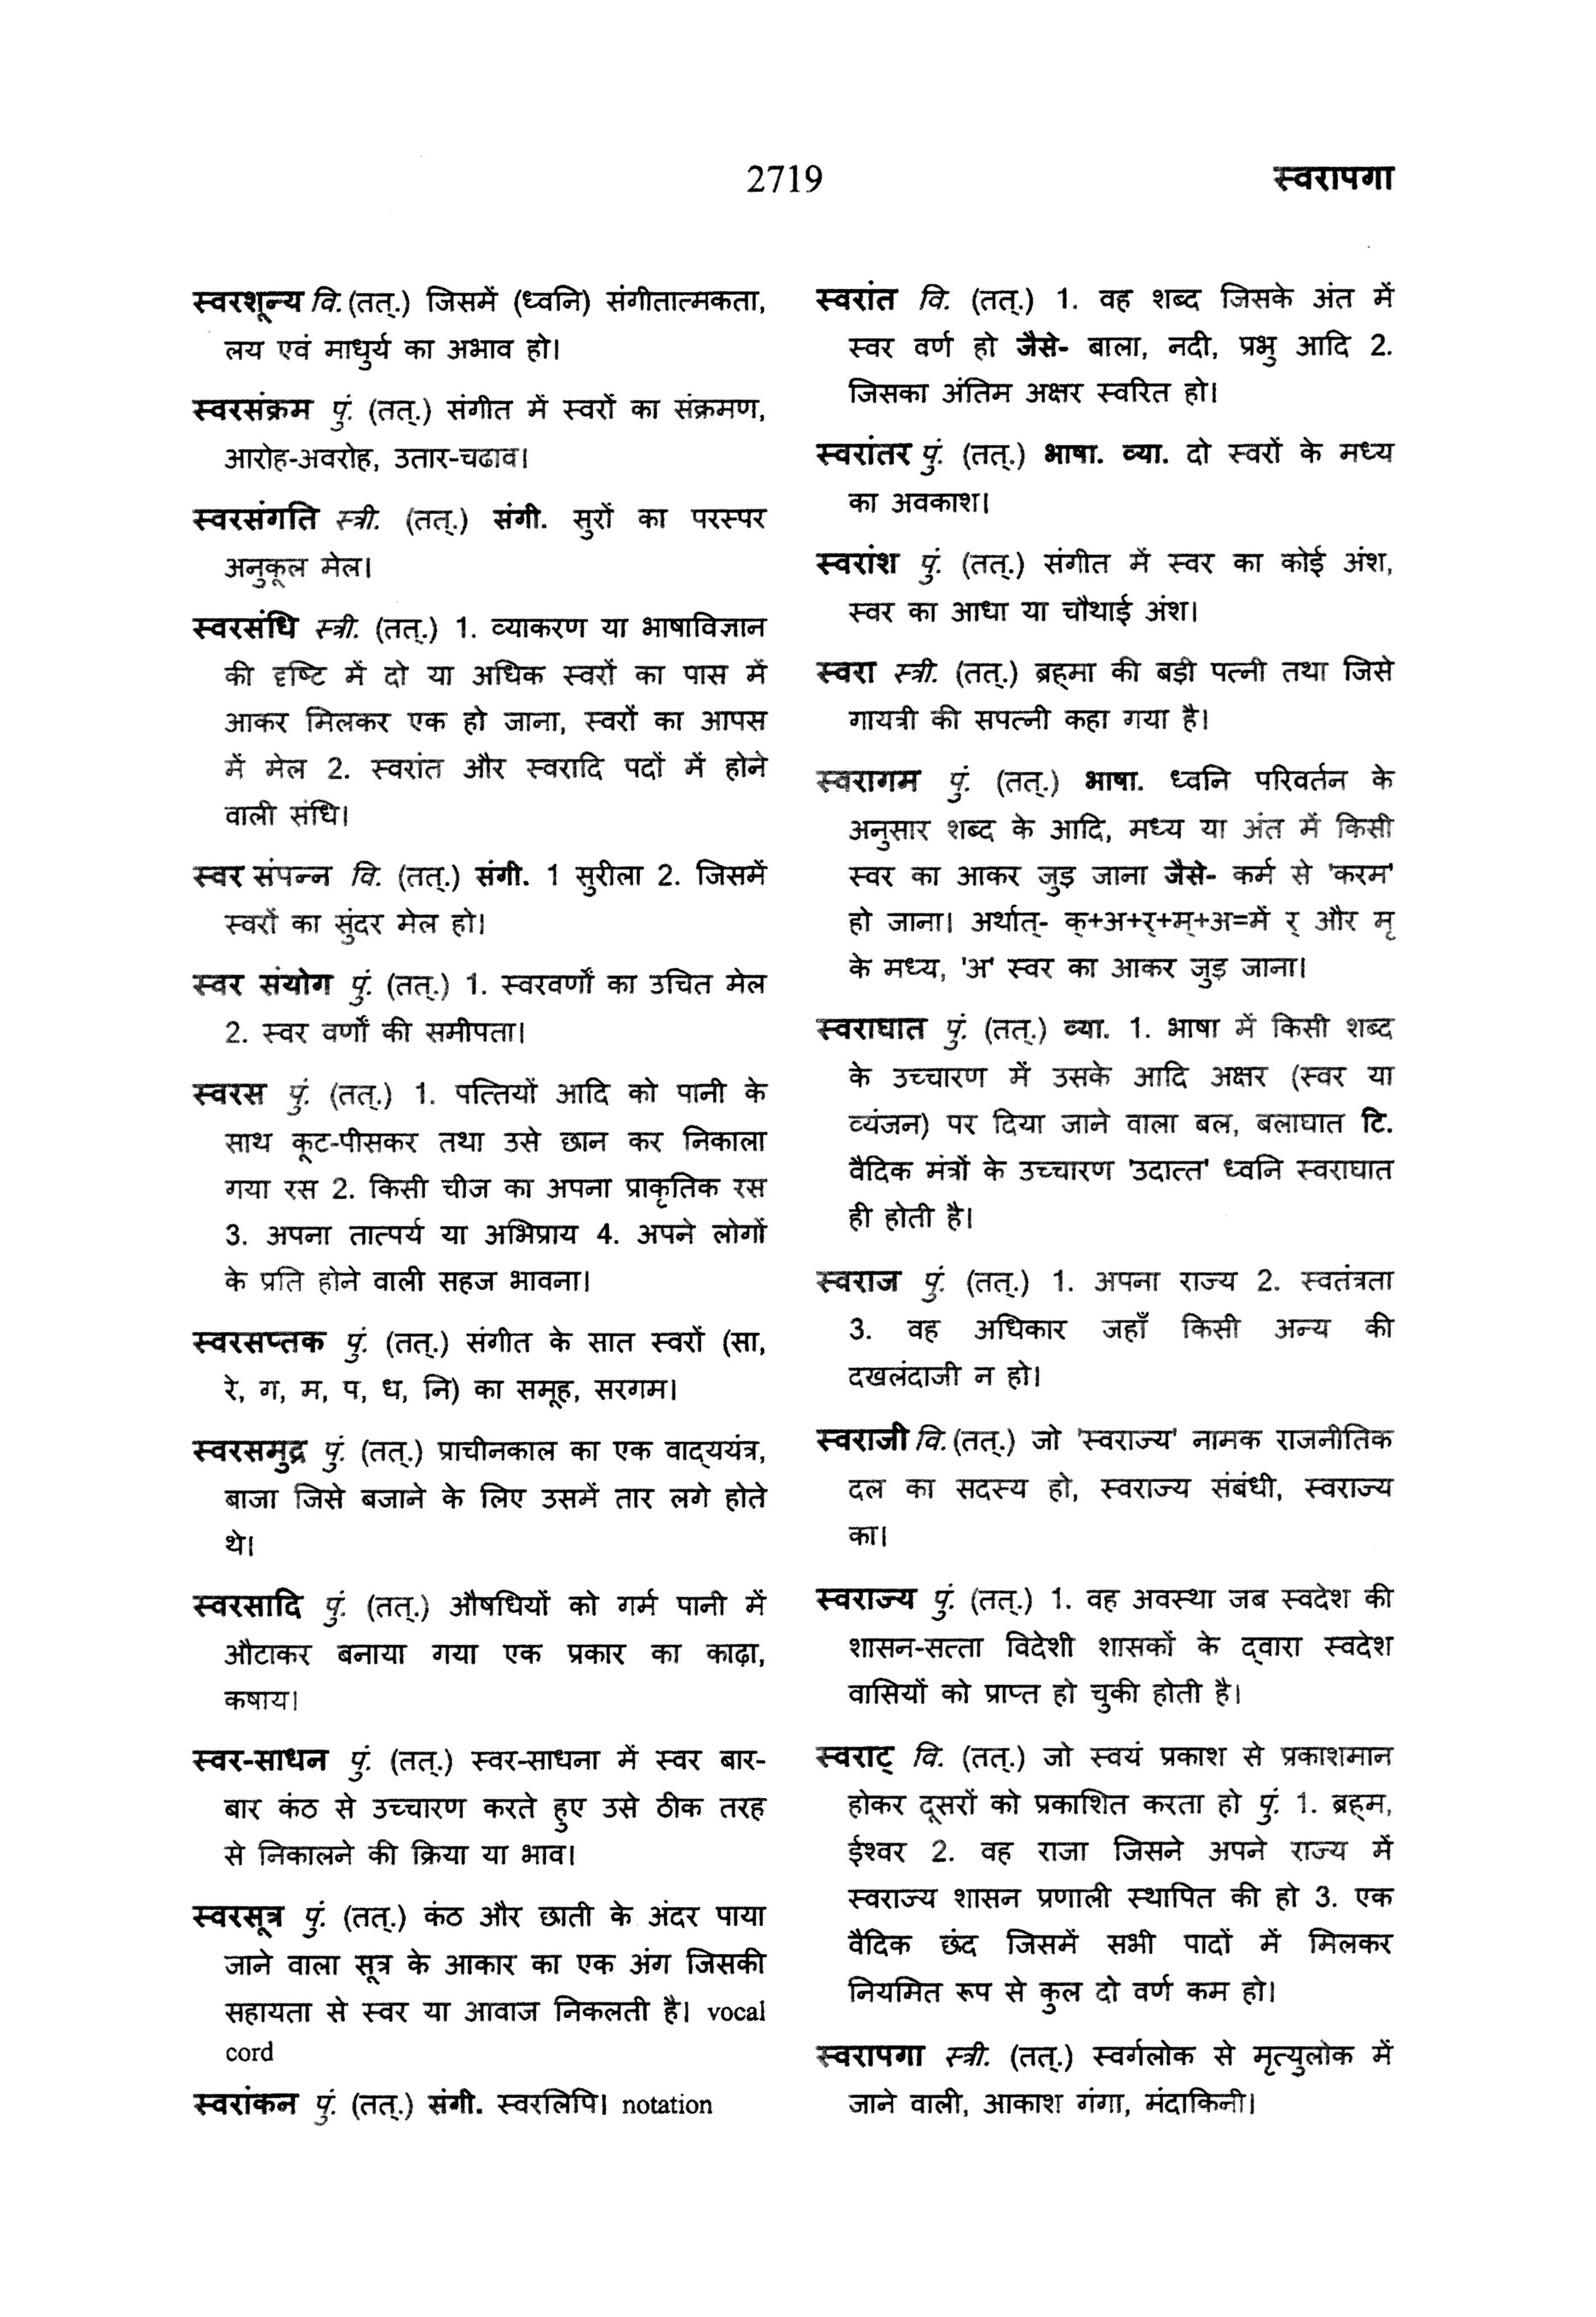 2719
स्वरापगा
स्वरशून्य वि. (तत्.) जिसमें (ध्वनि) संगीतात्मकता,
लय एवं माधुर्य का अभाव हो।
स्वरसंक्रम पुं. (तत्.) संगीत में स्वरों का संक्रमण,
आरोह-अवरोह, उतार-चढाव।
स्वरसंगति स्त्री. (तत्.) संगी. सुरों का परस्पर
अनुकूल मेल।
स्वरसंधि स्त्री. (तत्.) 1. व्याकरण या भाषाविज्ञान
की दृष्टि में दो या अधिक स्वरों का पास में
आकर मिलकर एक हो जाना, स्वरों का आपस
में मेल 2. स्वरांत और स्वरादि पदों में होने
वाली संधि।
स्वर संपन्न वि. (तत्.) संगी. 1 सुरीला 2. जिसमें
स्वरों का सुंदर मेल हो।
स्वर संयोग पुं. (तत्.) 1. स्वरवर्णों का उचित मेल
2. स्वर वर्णों की समीपता।
स्वरस पुं. (तत्.) 1. पत्तियों आदि को पानी के
साथ कूट-पीसकर तथा उसे छान कर निकाला
गया रस 2. किसी चीज का अपना प्राकृतिक रस
3. अपना तात्पर्य या अभिप्राय 4. अपने लोगों
के प्रति होने वाली सहज भावना।
स्वरसप्तक पुं. (तत्.) संगीत के सात स्वरों (सा,
रे, ग, म, प, ध, नि) का समूह, सरगम।
स्वरसमुद्र पुं. (तत्.) प्राचीनकाल का एक वाद्ययंत्र,
बाजा जिसे बजाने के लिए उसमें तार लगे होते
थे।
स्वरसादि पुं. (तत्.) औषधियों को गर्म पानी में
औटाकर बनाया गया एक प्रकार का काढ़ा,
कषाय।
स्वर-साधन पुं. (तत्.) स्वर-साधना में स्वर बार-
बार कंठ से उच्चारण करते हुए उसे ठीक तरह
से निकालने की क्रिया या भाव।
स्वरसूत्र पुं. (तत्.) कंठ और छाती के अंदर पाया
जाने वाला सूत्र के आकार का एक अंग जिसकी
सहायता से स्वर या आवाज निकलती है। vocal
cord
स्वरांकन पुं. (तत्.) संगी. स्वरलिपि। notation
स्वरांत वि. (तत्.) 1. वह शब्द जिसके अंत में
स्वर वर्ण हो जैसे- बाला, नदी, प्रभु आदि 2.
जिसका अंतिम अक्षर स्वरित हो।
स्वरांतर पुं. (तत्.) भाषा. व्या. दो स्वरों के मध्य
का अवकाश।
स्वरांश पुं. (तत्.) संगीत में स्वर का कोई अंश,
स्वर का आधा या चौथाई अंश।
स्वरा स्त्री. (तत्.) ब्रह्मा की बड़ी पत्नी तथा जिसे
गायत्री की सपत्नी कहा गया है।
स्वरागम पुं. (तत्.) भाषा. ध्वनि परिवर्तन के
अनुसार शब्द के आदि, मध्य या अंत में किसी
स्वर का आकर जुड़ जाना जैसे- कर्म से 'करम'
हो जाना। अर्थात्- क्+अ+र्+म्+अ=में र् और मृ
के मध्य, 'अ' स्वर का आकर जुड़ जाना।
स्वराघात पुं. (तत्.) व्या. 1. भाषा में किसी शब्द
के उच्चारण में उसके आदि अक्षर (स्वर या
व्यंजन) पर दिया जाने वाला बल, बलाघात टि.
वैदिक मंत्रों के उच्चारण 'उदात्त' ध्वनि स्वराघात
ही होती है।
स्वराज पुं. (तत्.) 1. अपना राज्य 2. स्वतंत्रता
3. वह अधिकार जहाँ किसी अन्य की
दखलंदाजी न हो।
स्वराजी वि. (तत्.) जो 'स्वराज्य' नामक राजनीतिक
दल का सदस्य हो, स्वराज्य संबंधी, स्वराज्य
का।
स्वराज्य पुं. (तत्.) 1. वह अवस्था जब स्वदेश की
शासन-सत्ता विदेशी शासकों के द्वारा स्वदेश
वासियों को प्राप्त हो चुकी होती है।
स्वराट् वि. (तत्.) जो स्वयं प्रकाश से प्रकाशमान
होकर दूसरों को प्रकाशित करता हो पुं. 1. ब्रह्म,
ईश्वर 2. वह राजा जिसने अपने राज्य में
स्वराज्य शासन प्रणाली स्थापित की हो 3. एक
वैदिक छंद जिसमें सभी पादों में मिलकर
नियमित रूप से कुल दो वर्ण कम हो।
स्वरापगा स्त्री. (तत्.) स्वर्गलोक से मृत्युलोक में
जाने वाली, आकाश गंगा, मंदाकिनी।